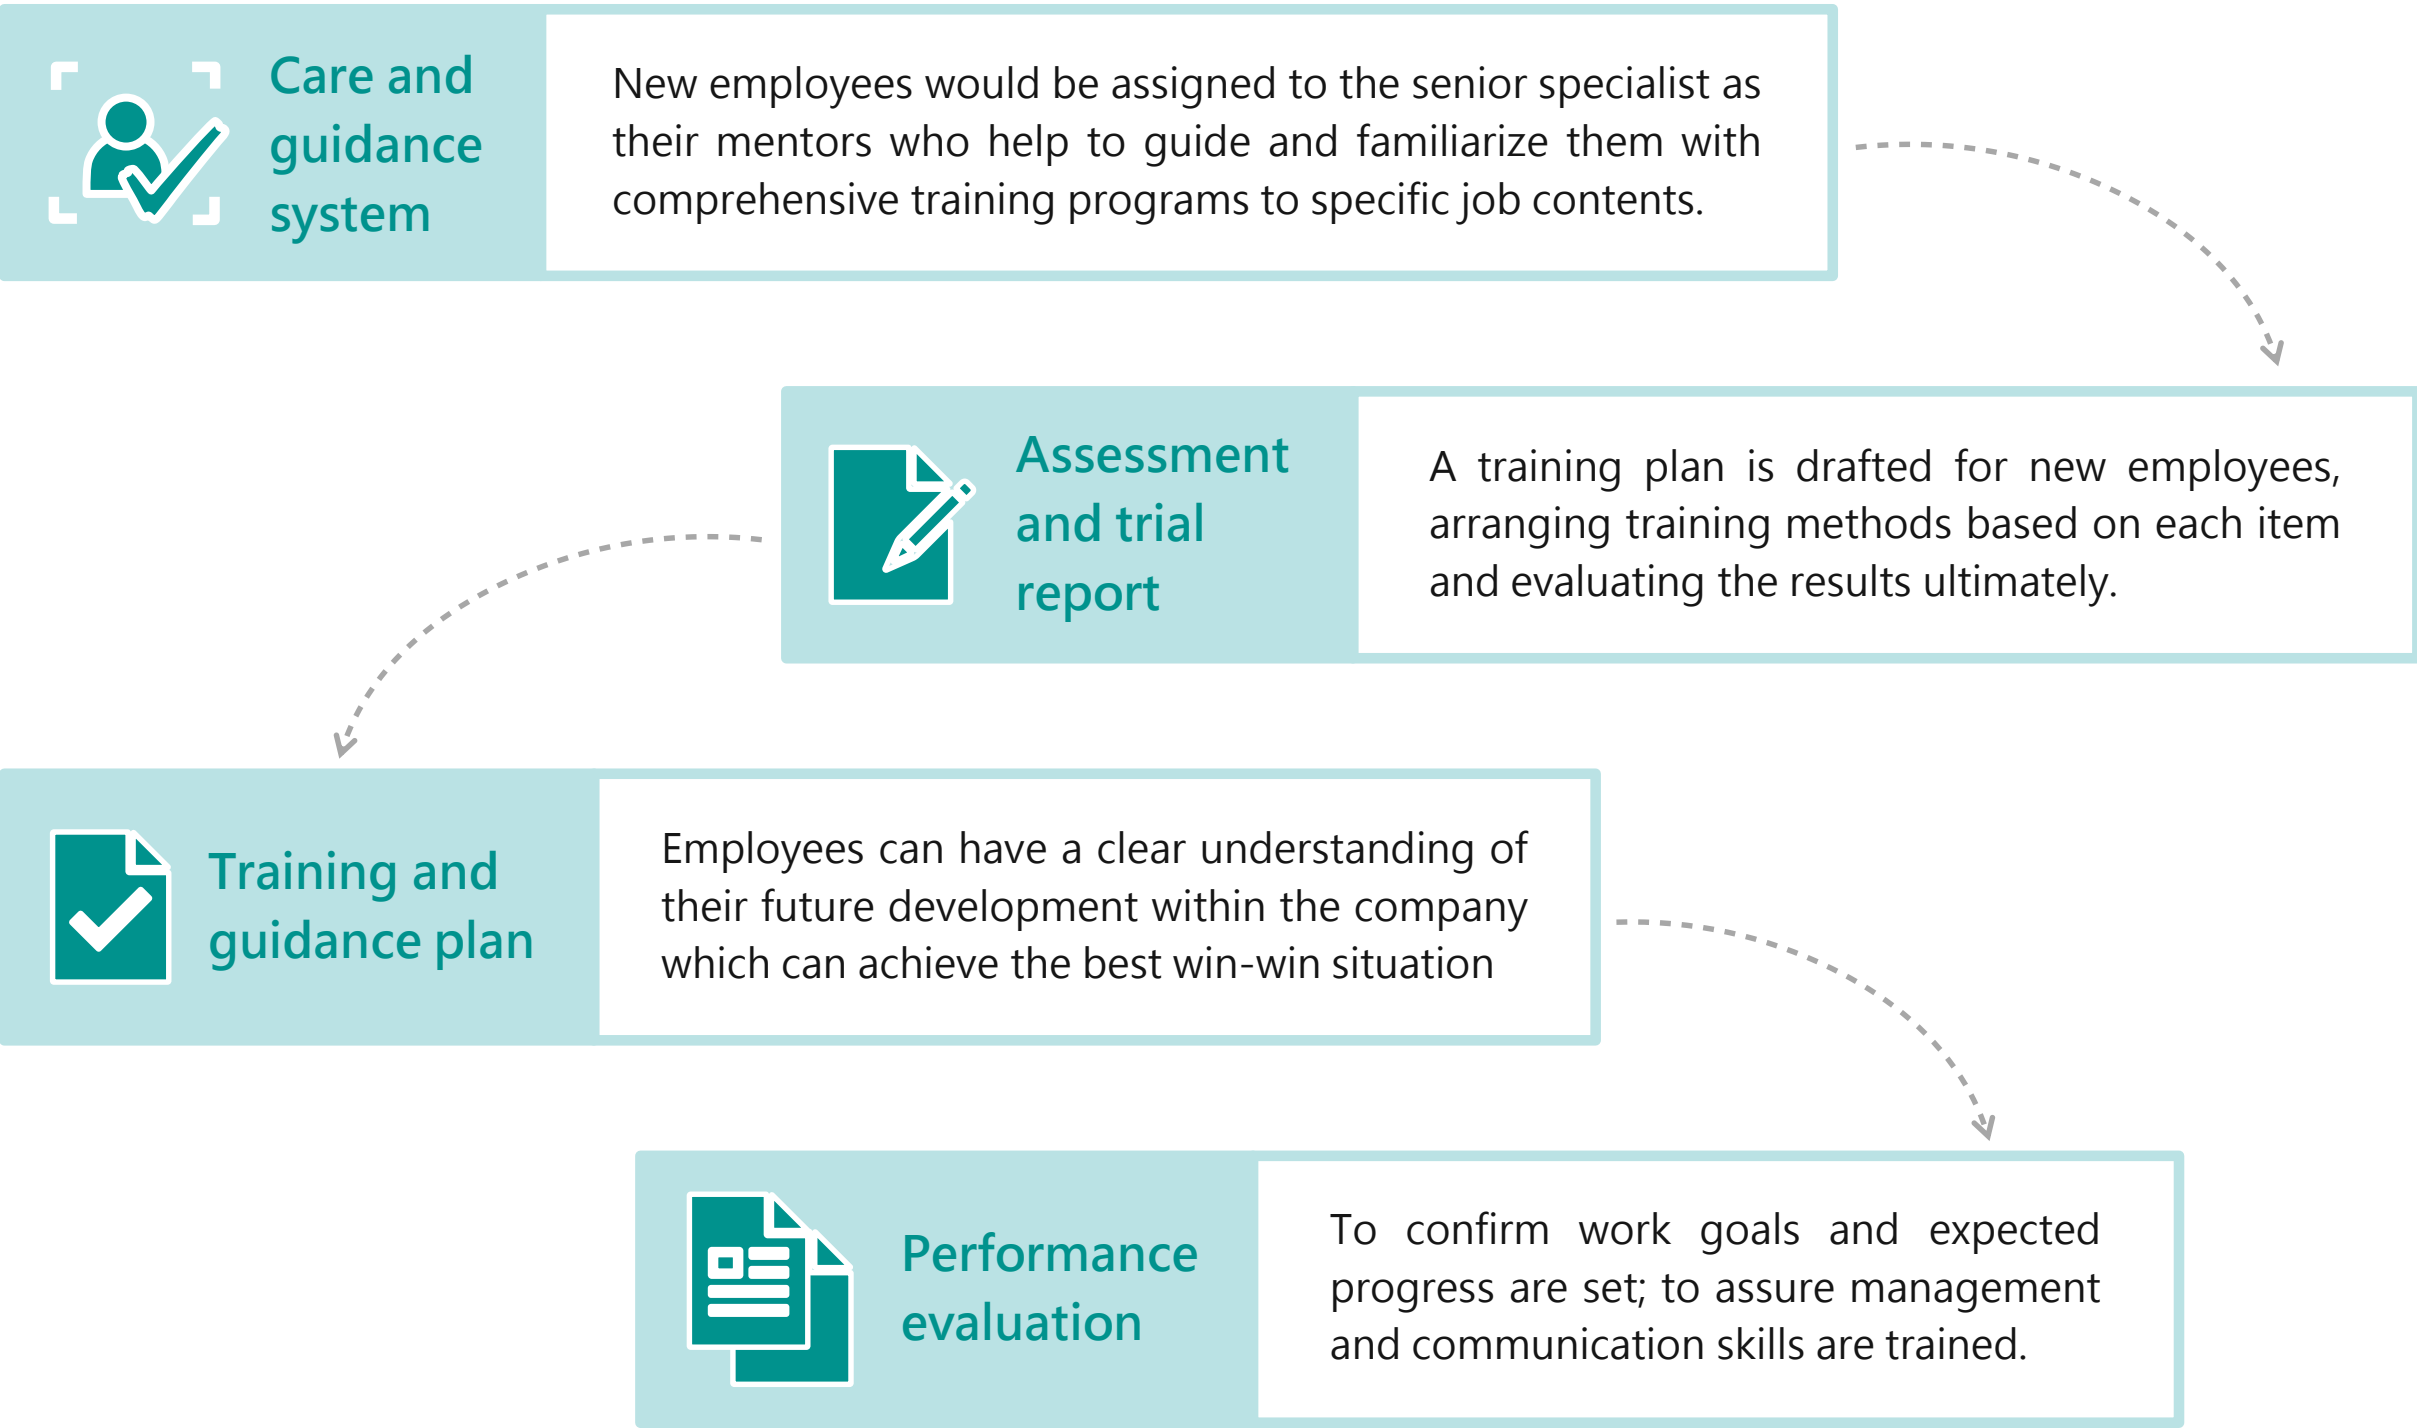 Care and
guidance
system
New employees would be assigned to the senior specialist as
their mentors who help to guide and familiarize them with
comprehensive training programs to specific job contents.
Assessment
and trial
report
A training plan is drafted for new employees,
arranging training methods based on each item
and evaluating the results ultimately.
Training and
guidance plan
Employees can have a clear understanding of
their future development within the company
which can achieve the best win-win situation
Performance
evaluation
To confirm work goals and expected
progress are set; to assure management
and communication skills are trained.